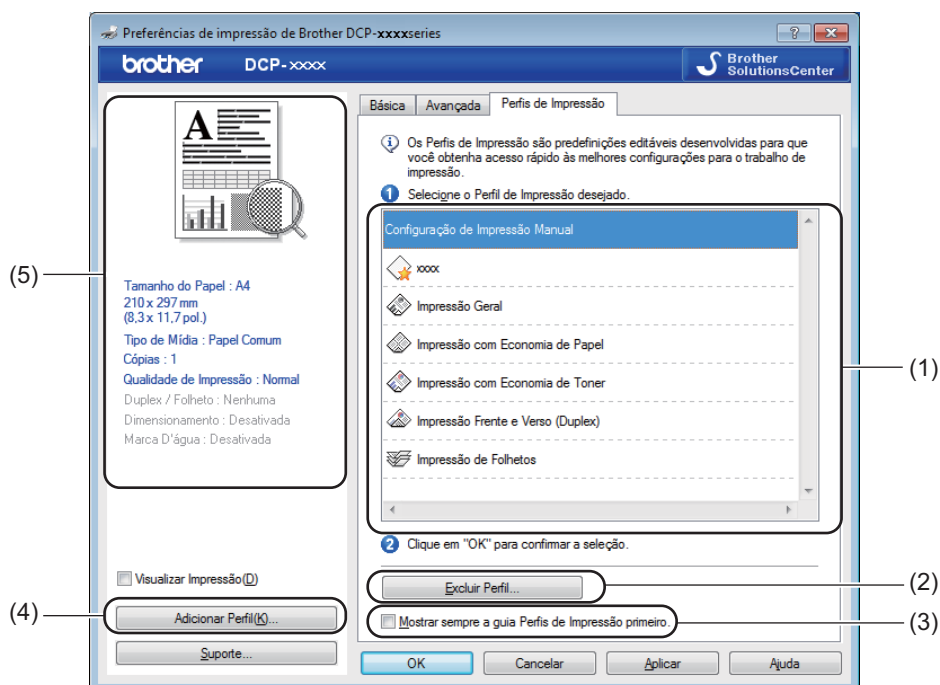 Preferências de impressão de Brother DCP-xxxxseries
brother DCP-xxxx
Brother
SolutionsCenter
A
Tamanho do Papel : A4
210 x 297 mm
(8,3 x 11,7 pol.)
Tipo de Mídia : Papel Comum
Cópias : 1
Qualidade de Impressão : Normal
Duplex / Folheto : Nenhuma
Dimensionamento : Desativada
Marca D'água : Desativada
Visualizar Impressão(D)
Adicionar Perfil(K)...
Suporte...
Básica Avançada Perfis de Impressão
Os Perfis de Impressão são predefinições editáveis desenvolvidas para que
você obtenha acesso rápido às melhores configurações para o trabalho de
impressão.
1 Selecione o Perfil de Impressão desejado.
Configuração de Impressão Manual
xxxx
Impressão Geral
Impressão com Economia de Papel
Impressão com Economia de Toner
Impressão Frente e Verso (Duplex)
Impressão de Folhetos
2 Clique em "OK" para confirmar a seleção.
Excluir Perfil...
Mostrar sempre a guia Perfis de Impressão primeiro.
OK Cancelar Aplicar Ajuda
(1)
(2)
(3)
(4)
(5)